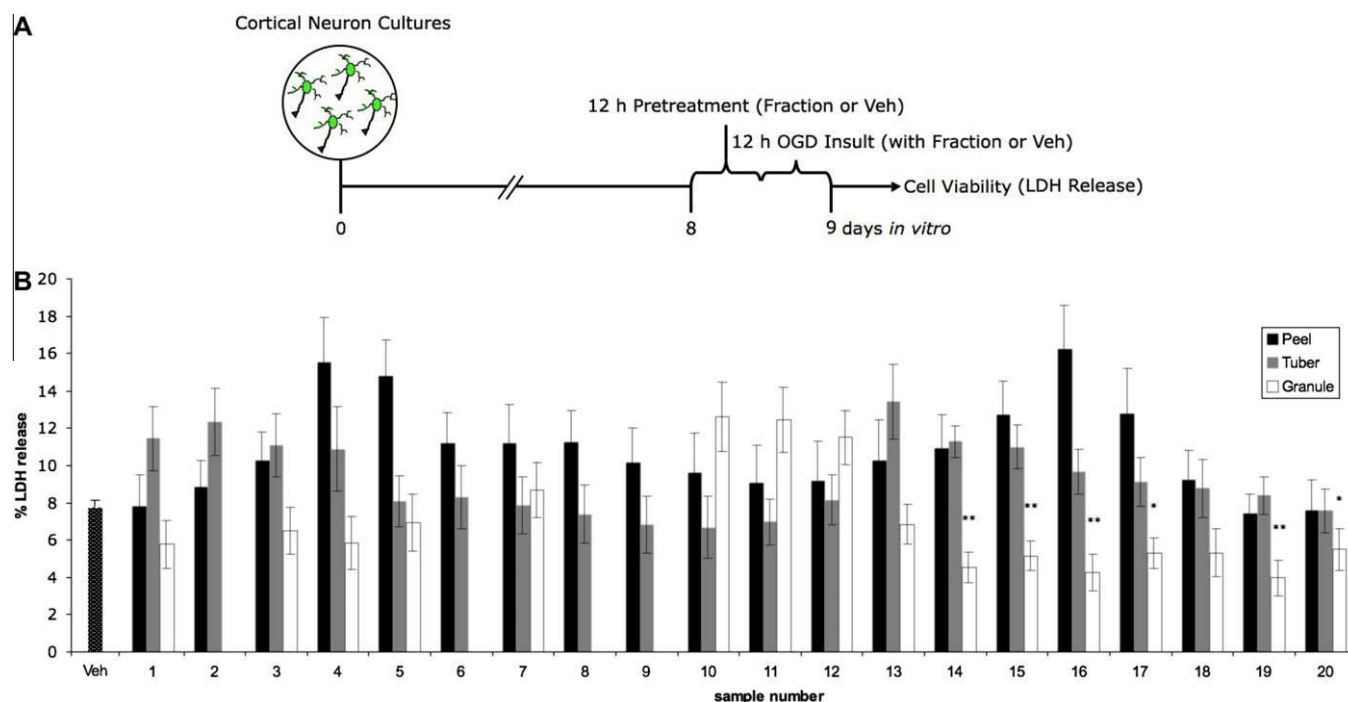 A
Cortical Neuron Cultures
12 h Pretreatment (Fraction or Veh)
12 h OGD Insult (with Fraction or Veh)
Cell Viability (LDH Release)
0
8
9 days in vitro
B
20
18
16
14
12
10
8
6
4
2
0
% LDH release
Peel
Tuber
Granule
**
**
**
*
**
*
Veh 1 2 3 4 5 6 7 8 9 10 11 12 13 14 15 16 17 18 19 20
sample number